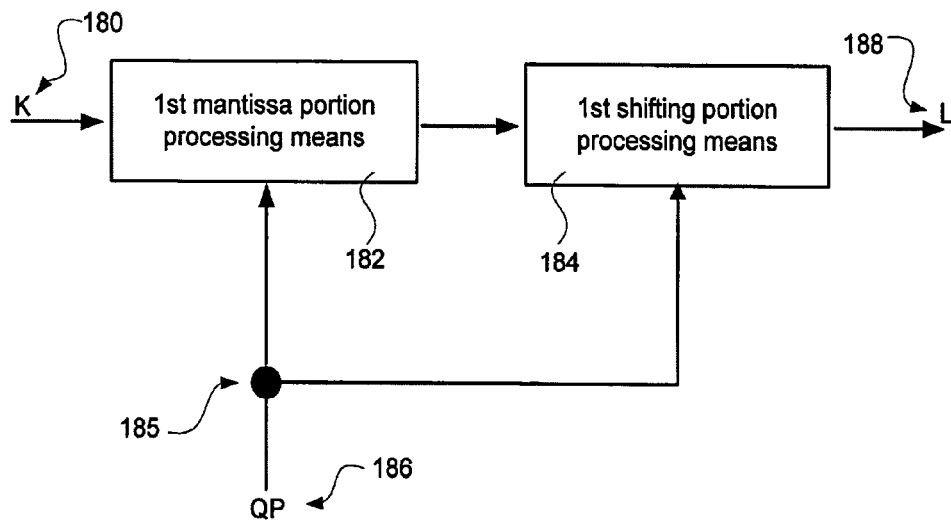 180
188
K
1st mantissa portion
processing means
1st shifting portion
processing means
L
182
184
185
186
QP